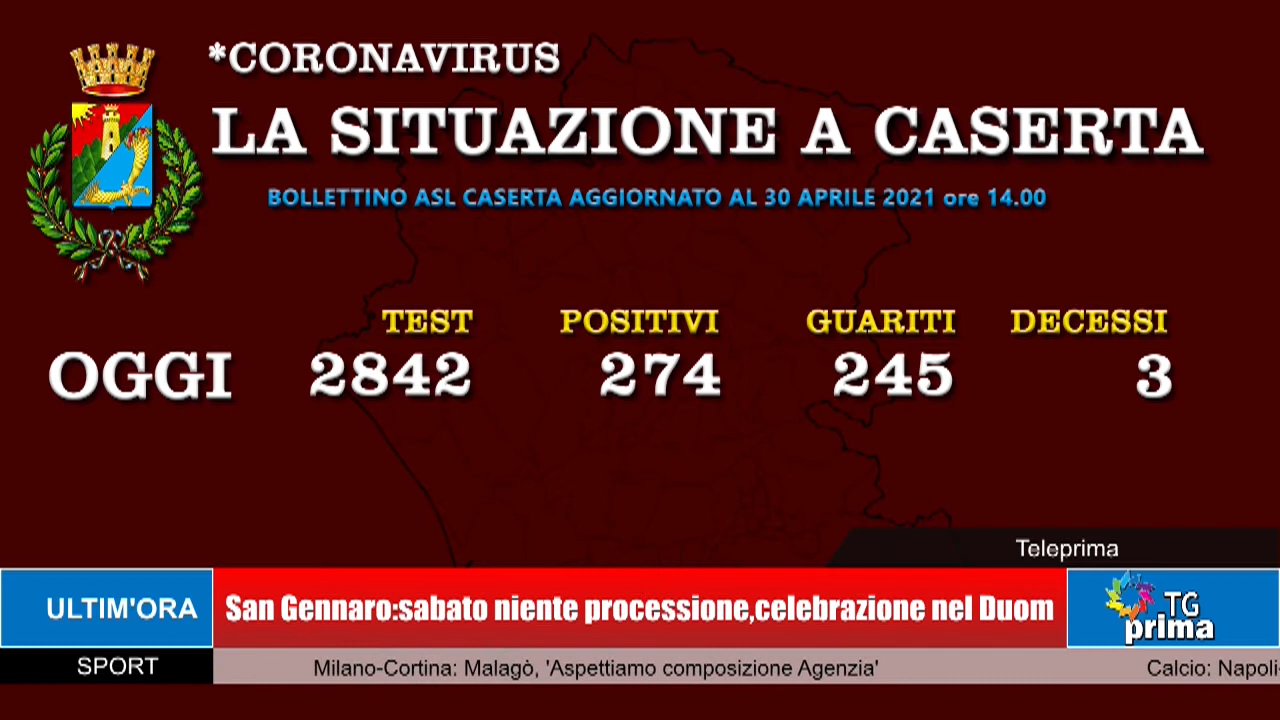 *CORONAVIRUS
LA SITUAZIONE A CASERTA
BOLLETTINO ASL CASERTA AGGIORNATO AL 30 APRILE 2021 ore 14.00
TEST POSITIVI GUARITI DECESSI
OGGI 2842 274 245 3
Teleprima
ULTIM'ORA San Gennaro:sabato niente processione,celebrazione nel Duom
TG
prima
SPORT Milano-Cortina: Malagò, 'Aspettiamo composizione Agenzia' Calcio: Napoli-